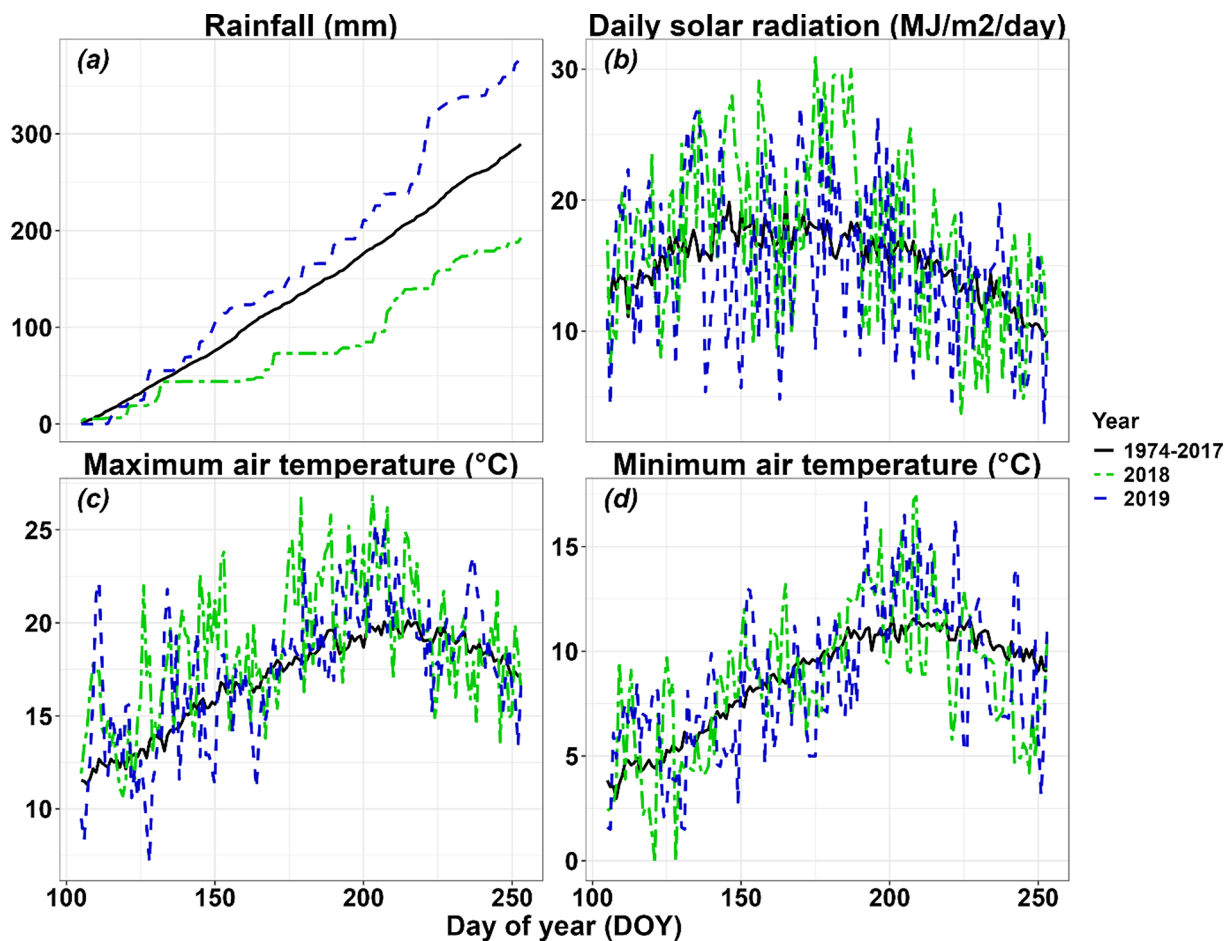 Rainfall (mm)
Daily solar radiation (MJ/m2/day)
(a)
300
200
100
0
(b)
30
20
10
Year
1974-2017
2018
2019
Maximum air temperature (°C)
Minimum air temperature (°C)
(c)
25
20
15
10
(d)
15
10
5
0
100
125
150
200
250
100
150
200
250
Day of year (DOY)